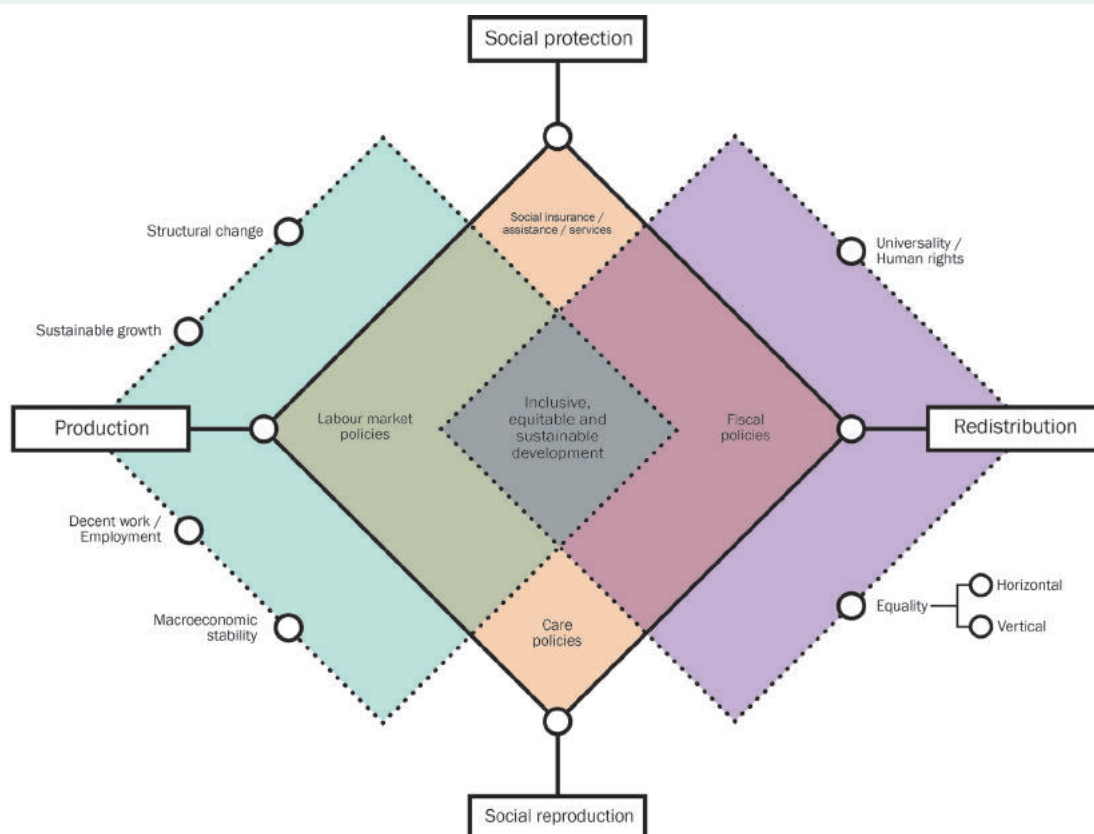 Social protection
Social insurance /
assistance / services
Structural change
Universality /
Human rights
Sustainable growth
Production
Labour market
policies
Inclusive,
equitable and
sustainable
development
Fiscal
policies
Redistribution
Decent work /
Employment
Macroeconomic
stability
Care
policies
Equality
Horizontal
Vertical
Social reproduction